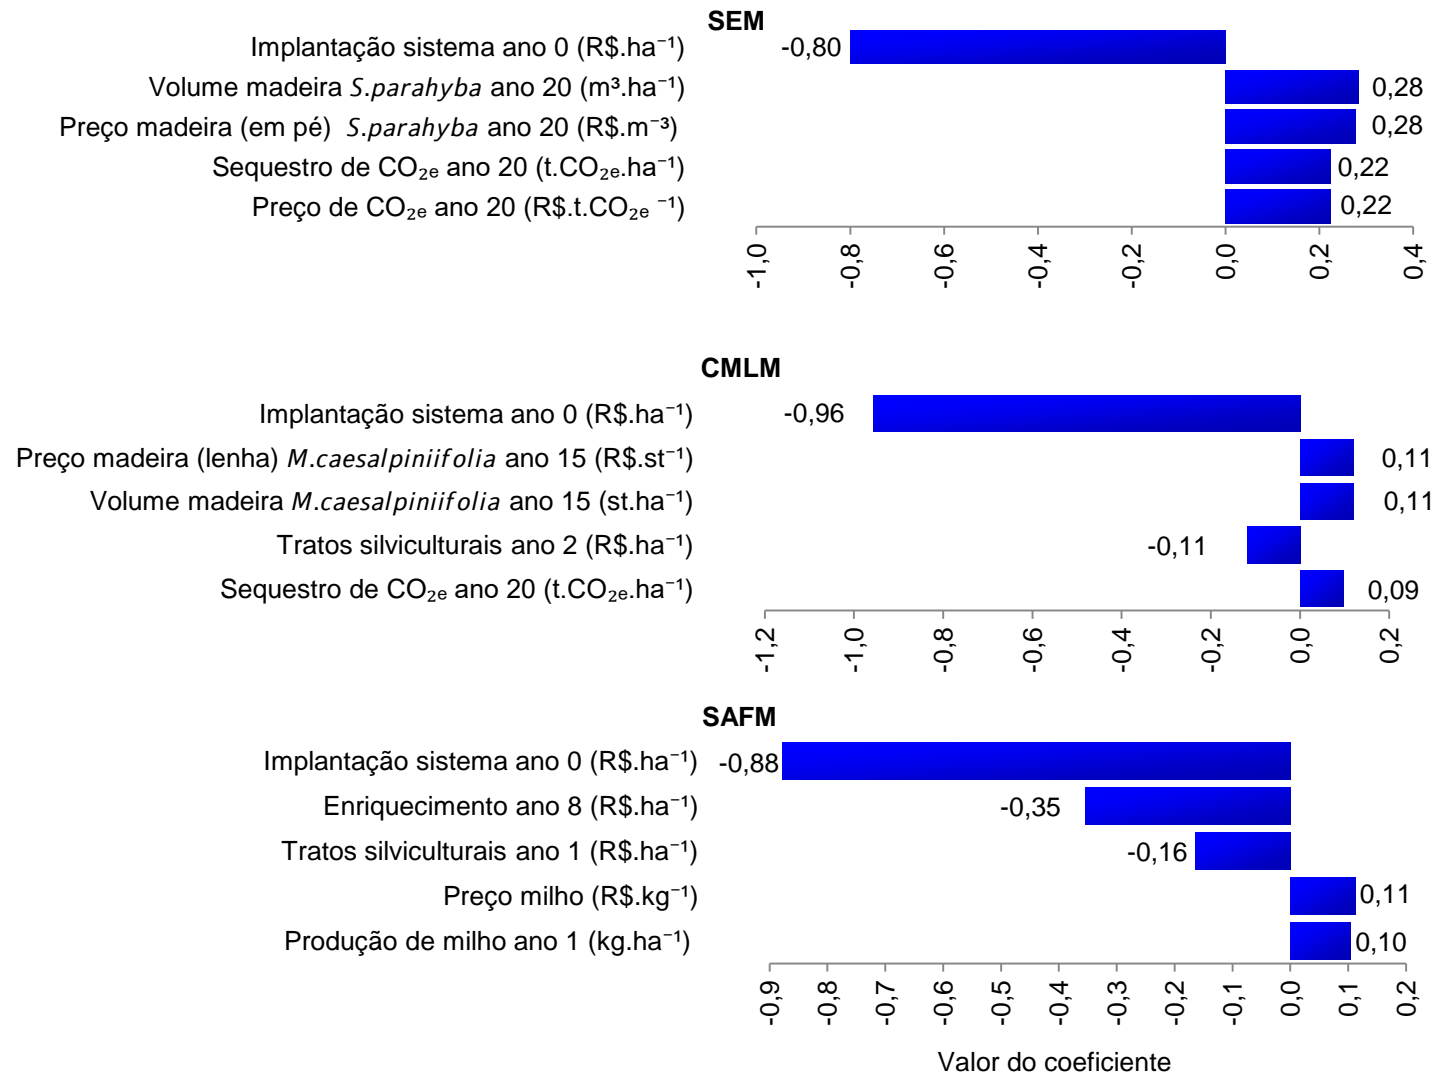 SEM
Implantação sistema ano 0 (R$.ha⁻¹) -0,80
Volume madeira S.parahyba ano 20 (m³.ha⁻¹) 0,28
Preço madeira (em pé) S.parahyba ano 20 (R$.m⁻³) 0,28
Sequestro de CO₂ₑ ano 20 (t.CO₂ₑ.ha⁻¹) 0,22
Preço de CO₂ₑ ano 20 (R$.t.CO₂ₑ ⁻¹) 0,22
-1,0 -0,8 -0,6 -0,4 -0,2 0,0 0,2 0,4
CMLM
Implantação sistema ano 0 (R$.ha⁻¹) -0,96
Preço madeira (lenha) M.caesalpiniifolia ano 15 (R$.st⁻¹) 0,11
Volume madeira M.caesalpiniifolia ano 15 (st.ha⁻¹) 0,11
Tratos silviculturais ano 2 (R$.ha⁻¹) -0,11
Sequestro de CO₂ₑ ano 20 (t.CO₂ₑ.ha⁻¹) 0,09
-1,2 -1,0 -0,8 -0,6 -0,4 -0,2 0,0 0,2
SAFM
Implantação sistema ano 0 (R$.ha⁻¹) -0,88
Enriquecimento ano 8 (R$.ha⁻¹) -0,35
Tratos silviculturais ano 1 (R$.ha⁻¹) -0,16
Preço milho (R$.kg⁻¹) 0,11
Produção de milho ano 1 (kg.ha⁻¹) 0,10
-0,9 -0,8 -0,7 -0,6 -0,5 -0,4 -0,3 -0,2 -0,1 0,0 0,1 0,2
Valor do coeficiente